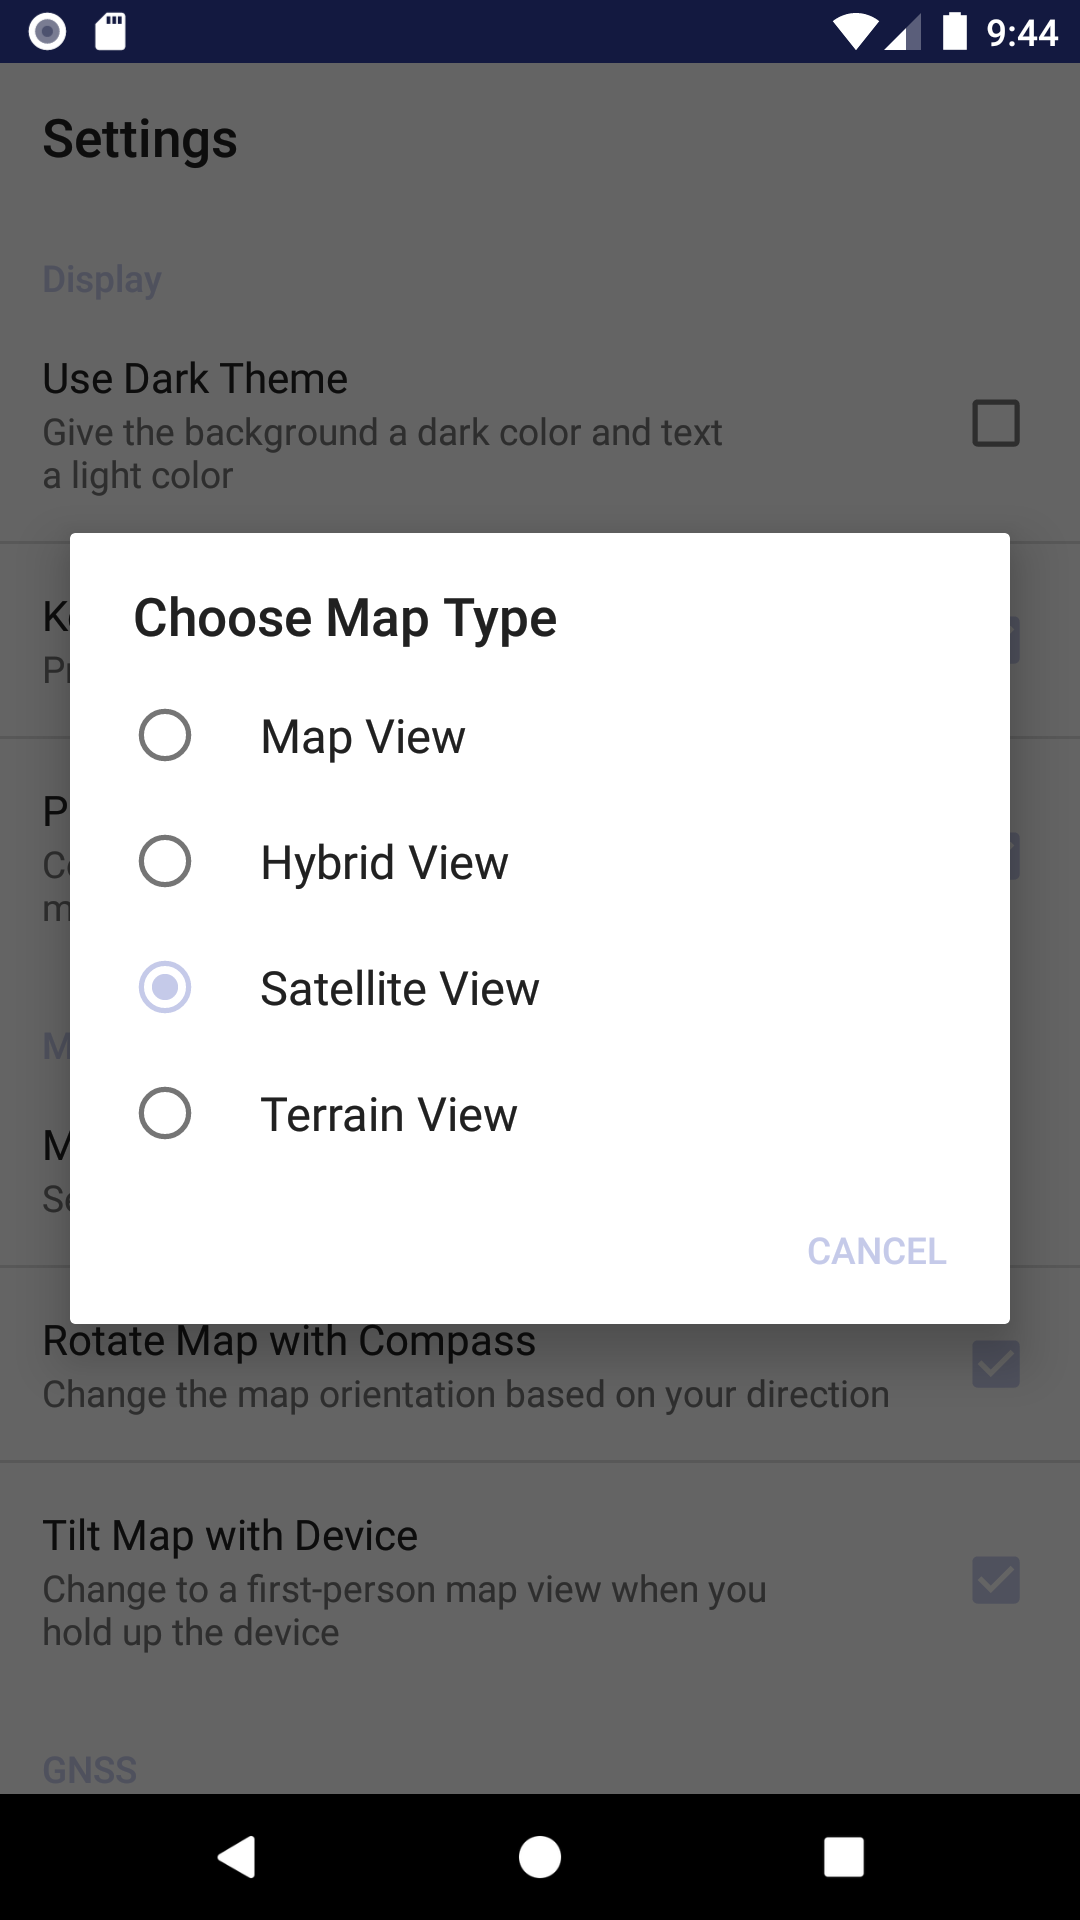 9:44
Settings
Display
Use Dark Theme
Give the background a dark color and text
a light color
Choose Map Type
Map View
Hybrid View
Satellite View
Terrain View
CANCEL
Rotate Map with Compass
Change the map orientation based on your direction
Tilt Map with Device
Change to a first-person map view when you
hold up the device
GNSS